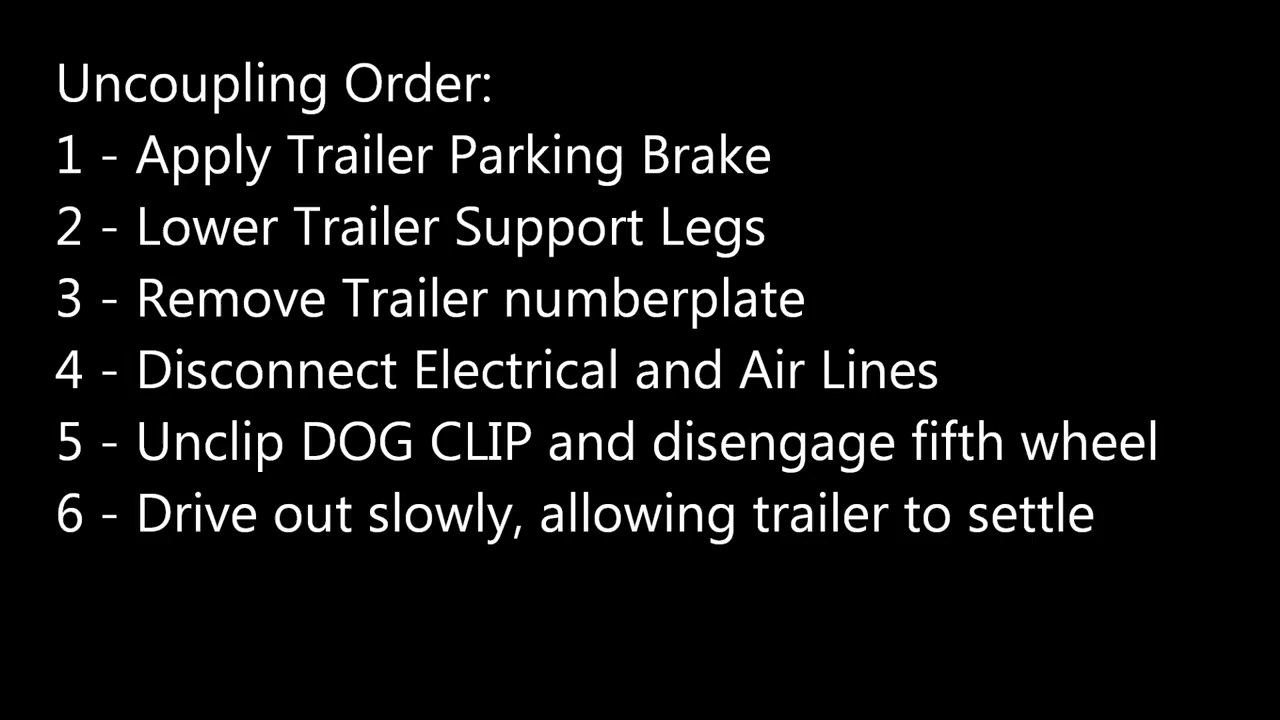 Uncoupling Order:
1 - Apply Trailer Parking Brake
2 - Lower Trailer Support Legs
3 - Remove Trailer numberplate
4 - Disconnect Electrical and Air Lines
5 - Unclip DOG CLIP and disengage fifth wheel
6 - Drive out slowly, allowing trailer to settle